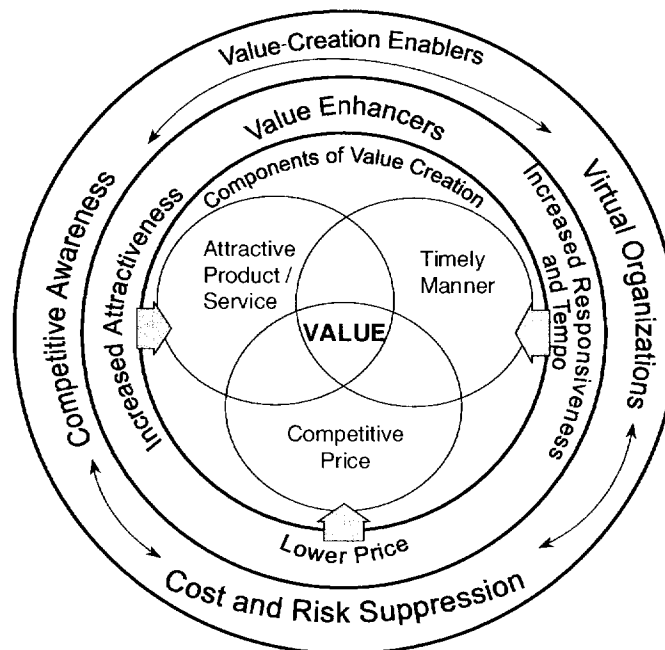 Value-Creation Enablers
Value Enhancers
Components of Value Creation
Competitive Awareness
Increased Attractiveness
Attractive
Product /
Service
Timely
Manner
VALUE
Competitive
Price
Increased Responsiveness
and Tempo
Virtual Organizations
Lower Price
Cost and Risk Suppression